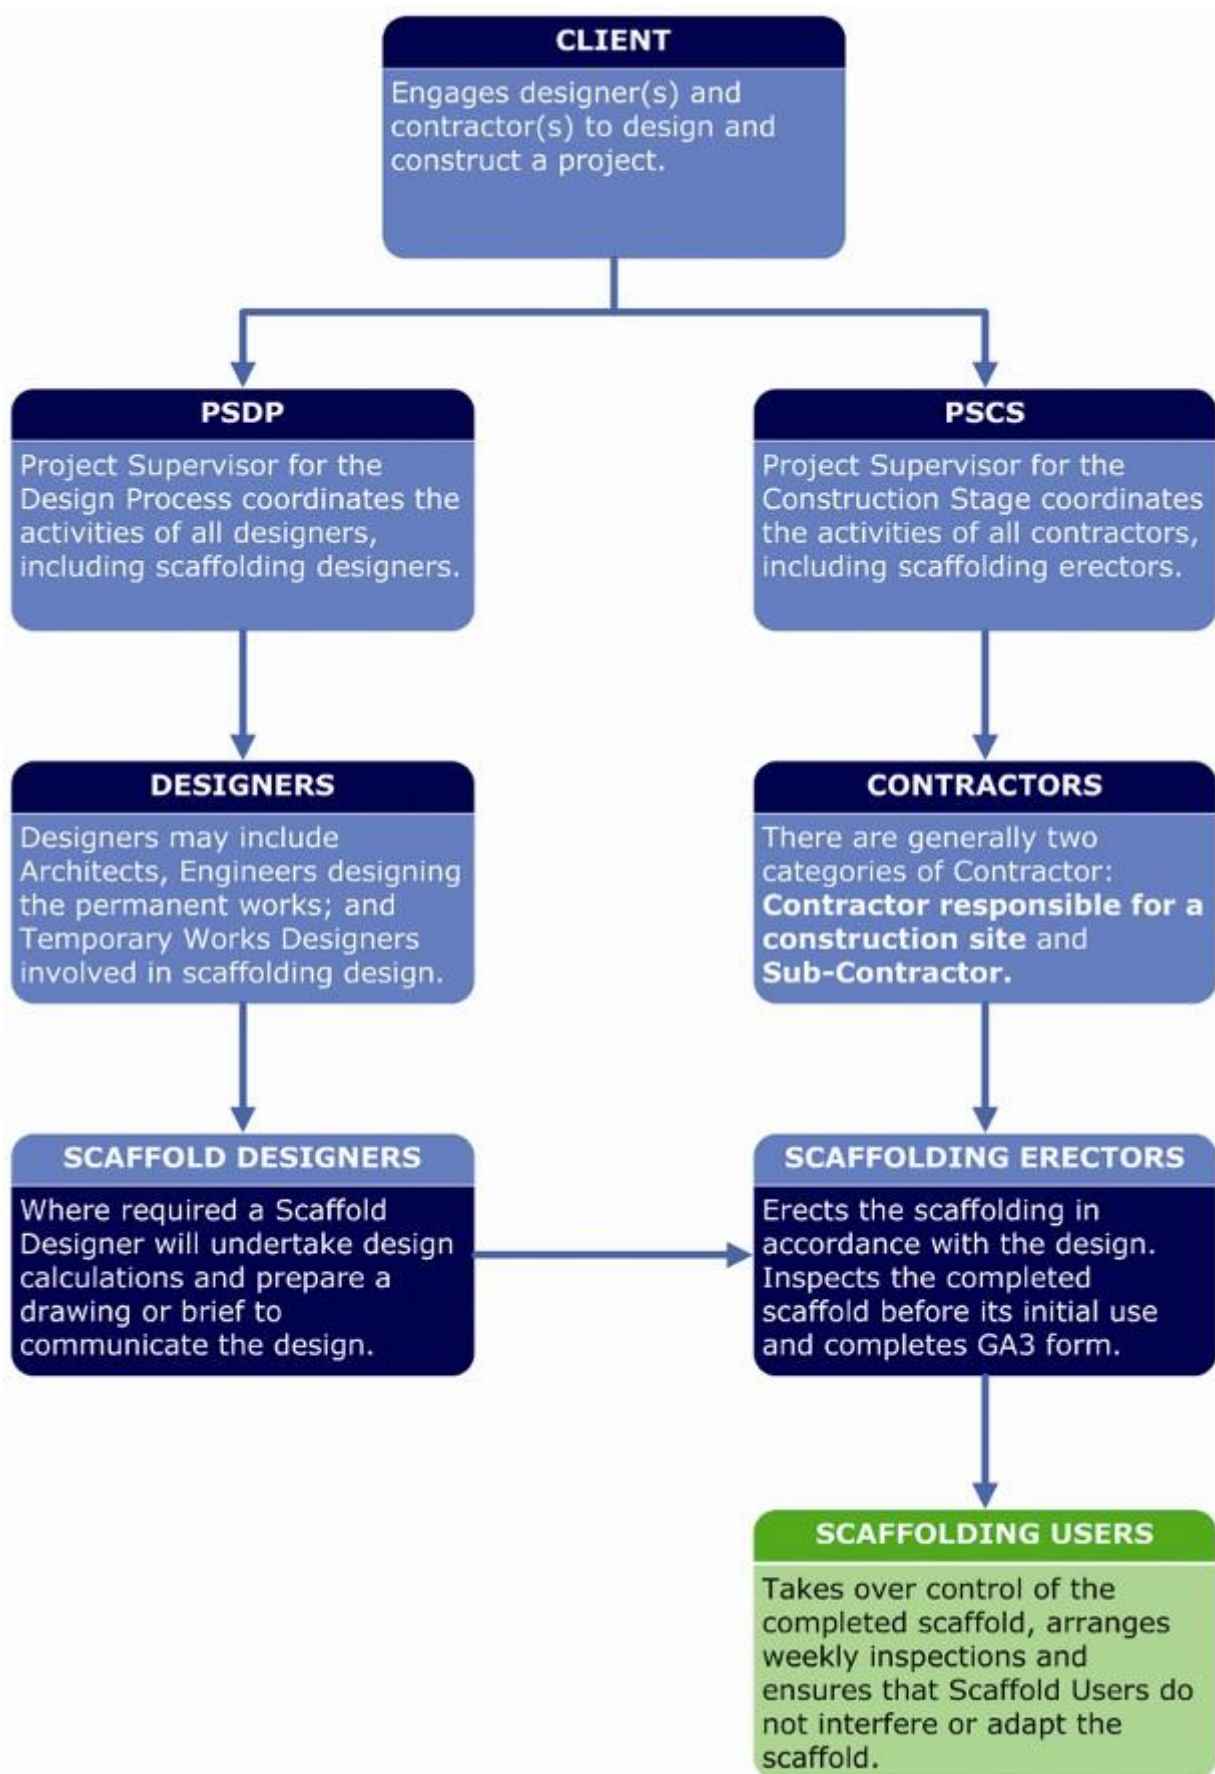 CLIENT
Engages designer(s) and
contractor(s) to design and
construct a project.
PSDP
Project Supervisor for the
Design Process coordinates the
activities of all designers,
including scaffolding designers.
PSCS
Project Supervisor for the
Construction Stage coordinates
the activities of all contractors,
including scaffolding erectors.
DESIGNERS
Designers may include
Architects, Engineers designing
the permanent works; and
Temporary Works Designers
involved in scaffolding design.
CONTRACTORS
There are generally two
categories of Contractor:
Contractor responsible for a
construction site and
Sub-Contractor.
SCAFFOLD DESIGNERS
Where required a Scaffold
Designer will undertake design
calculations and prepare a
drawing or brief to
communicate the design.
SCAFFOLDING ERECTORS
Erects the scaffolding in
accordance with the design.
Inspects the completed
scaffold before its initial use
and completes GA3 form.
SCAFFOLDING USERS
Takes over control of the
completed scaffold, arranges
weekly inspections and
ensures that Scaffold Users do
not interfere or adapt the
scaffold.